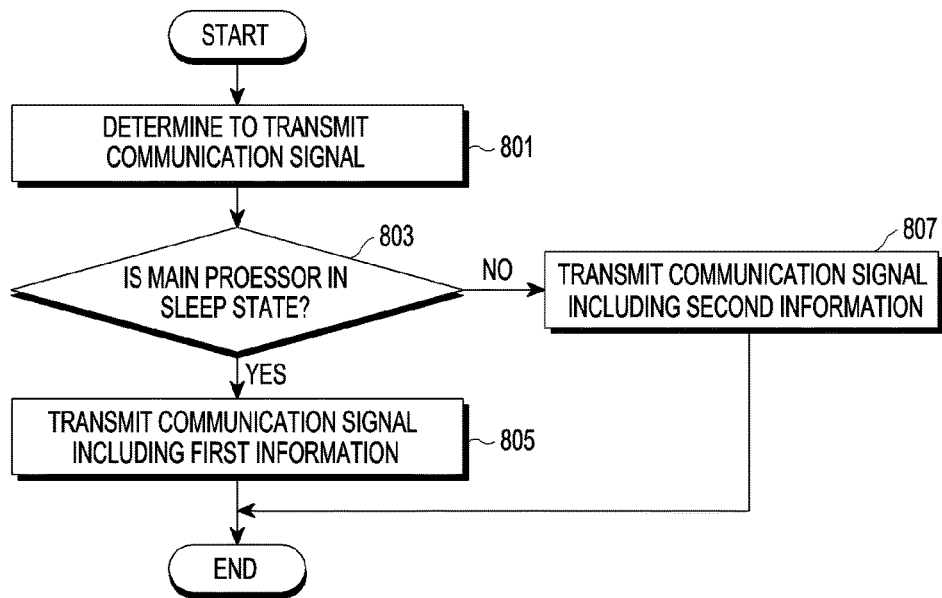 START
DETERMINE TO TRANSMIT
COMMUNICATION SIGNAL
801
803
IS MAIN PROESSOR IN
SLEEP STATE?
NO
807
TRANSMIT COMMUNICATION SIGNAL
INCLUDING SECOND INFORMATION
YES
TRANSMIT COMMUNICATION SIGNAL
INCLUDING FIRST INFORMATION
805
END